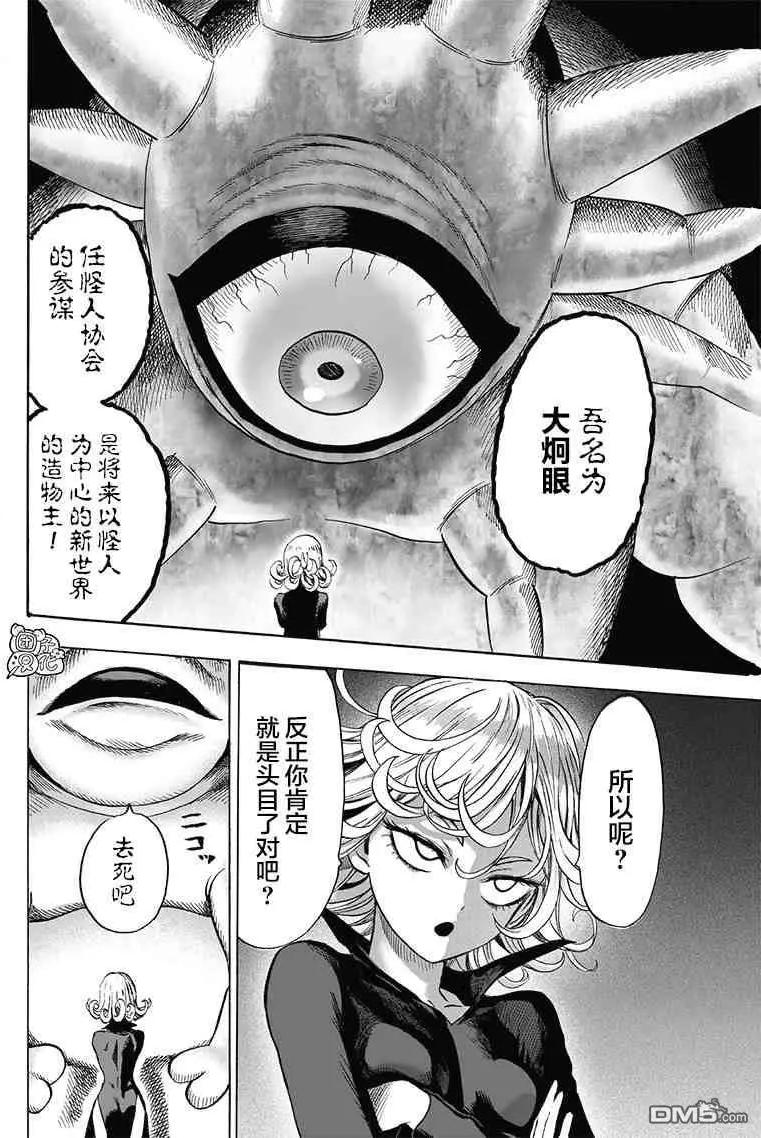 吾名为
大炯眼
任怪人协会
的参谋
是将来以怪人
为中心的新世界
的造物主！
所以呢？
反正你肯定
就是头目了对吧？
ニコッ
去死吧
DM5.com